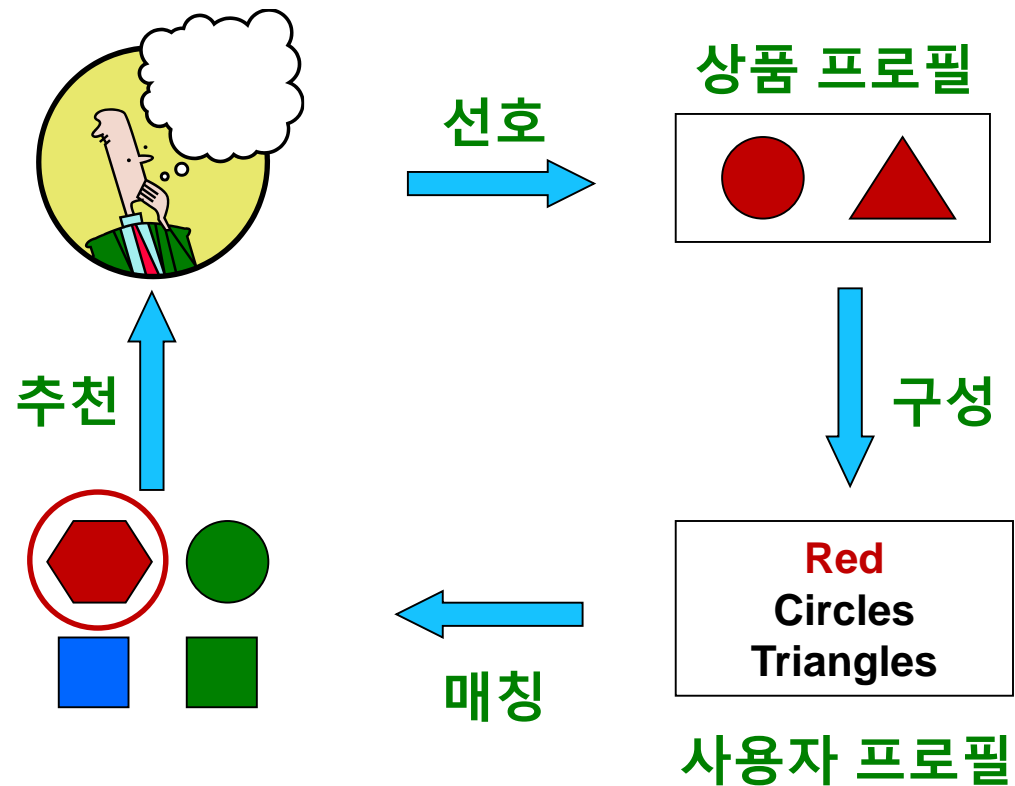 상품 프로필
선호
추천
구성
Red
Circles
Triangles
매칭
사용자 프로필